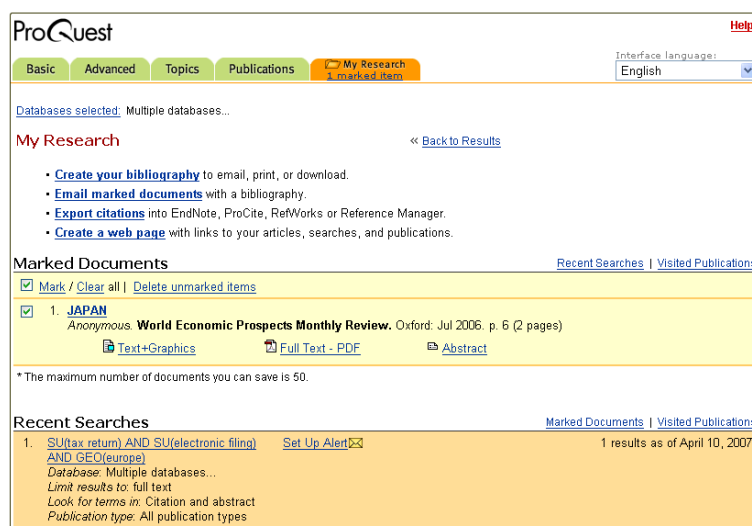 ProQuest
Help
Basic Advanced Topics Publications My Research
1 marked item
Interface language:
English
Databases selected: Multiple databases...
My Research « Back to Results
• Create your bibliography to email, print, or download.
• Email marked documents with a bibliography.
• Export citations into EndNote, ProCite, RefWorks or Reference Manager.
• Create a web page with links to your articles, searches, and publications.
Marked Documents Recent Searches | Visited Publications
Mark / Clear all | Delete unmarked items
1. JAPAN
Anonymous. World Economic Prospects Monthly Review. Oxford: Jul 2006. p. 6 (2 pages)
Text+Graphics Full Text - PDF Abstract
* The maximum number of documents you can save is 50.
Recent Searches Marked Documents | Visited Publications
1. SU(tax return) AND SU(electronic filing) Set Up Alert 1 results as of April 10, 2007
AND GEO(europe)
Database: Multiple databases...
Limit results to: full text
Look for terms in: Citation and abstract
Publication type: All publication types